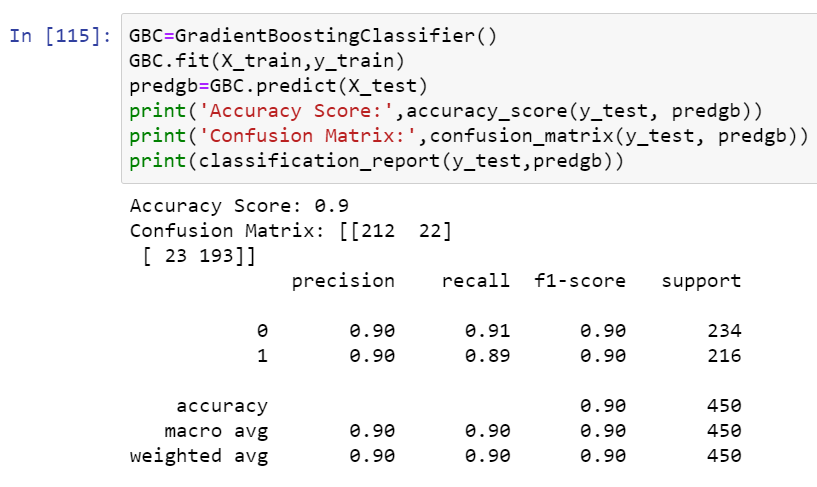 In [115]: GBC=GradientBoostingClassifier()
GBC.fit(X_train,y_train)
predgb=GBC.predict(X_test)
print('Accuracy Score:',accuracy_score(y_test, predgb))
print('Confusion Matrix:',confusion_matrix(y_test, predgb))
print(classification_report(y_test,predgb))
Accuracy Score: 0.9
Confusion Matrix: [[212  22]
 [ 23 193]]
              precision    recall  f1-score   support
           0       0.90      0.91      0.90       234
           1       0.90      0.89      0.90       216
    accuracy                           0.90       450
   macro avg       0.90      0.90      0.90       450
weighted avg       0.90      0.90      0.90       450